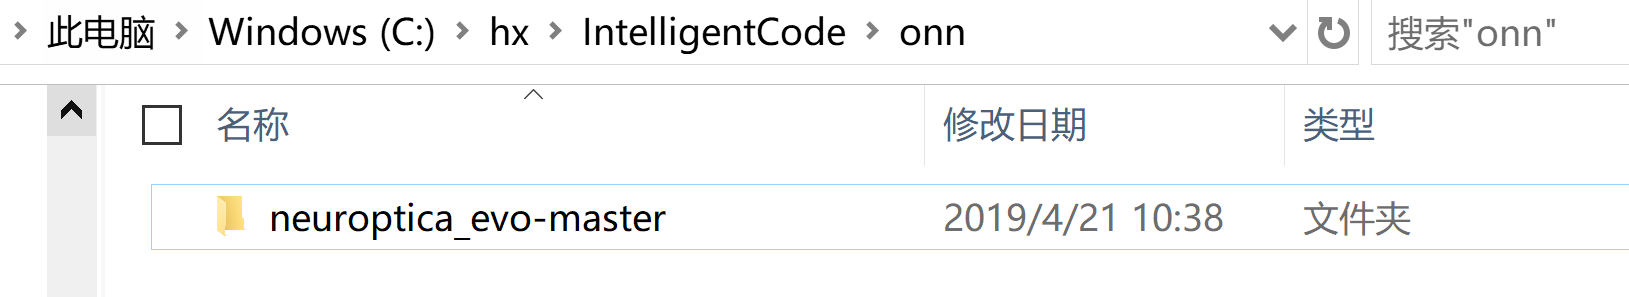 此电脑 > Windows (C:) > hx > IntelligentCode > onn 搜索"onn"
名称 修改日期 类型
neuroptica_evo-master 2019/4/21 10:38 文件夹